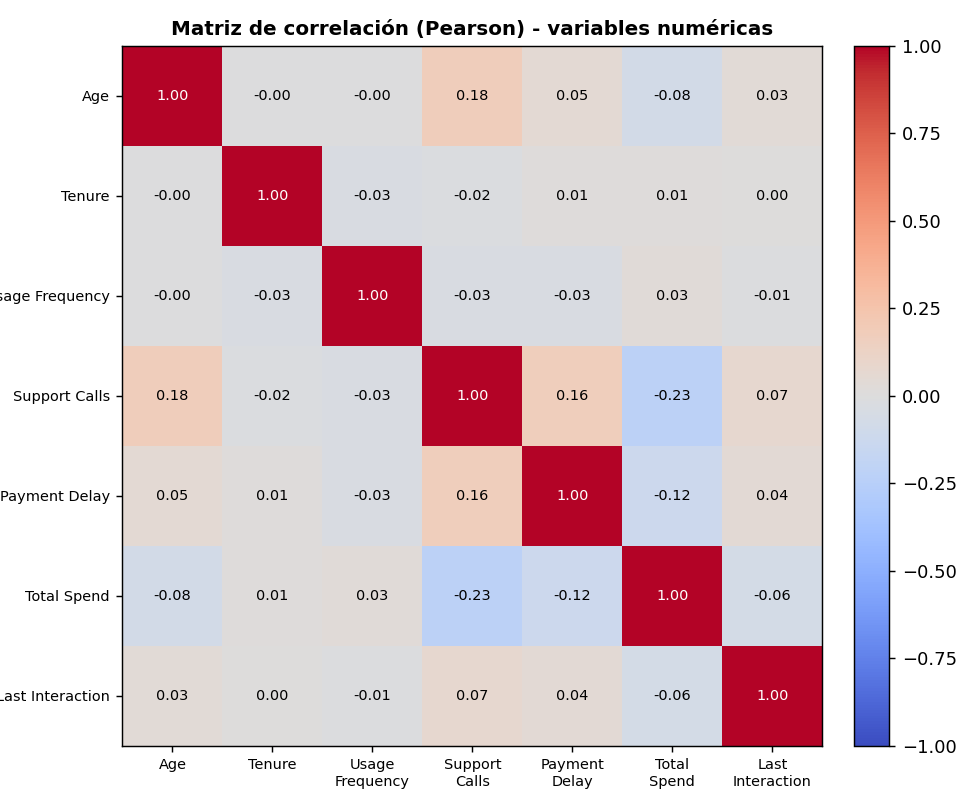 Matriz de correlación (Pearson) - variables numéricas
Age 1.00 -0.00 -0.00 0.18 0.05 -0.08 0.03
Tenure -0.00 1.00 -0.03 -0.02 0.01 0.01 0.00
sage Frequency -0.00 -0.03 1.00 -0.03 -0.03 0.03 -0.01
Support Calls 0.18 -0.02 -0.03 1.00 0.16 -0.23 0.07
Payment Delay 0.05 0.01 -0.03 0.16 1.00 -0.12 0.04
Total Spend -0.08 0.01 0.03 -0.23 -0.12 1.00 -0.06
Last Interaction 0.03 0.00 -0.01 0.07 0.04 -0.06 1.00
Age Tenure Usage Support Payment Total Last
Frequency Calls Delay Spend Interaction
1.00
0.75
0.50
0.25
0.00
−0.25
−0.50
−0.75
−1.00